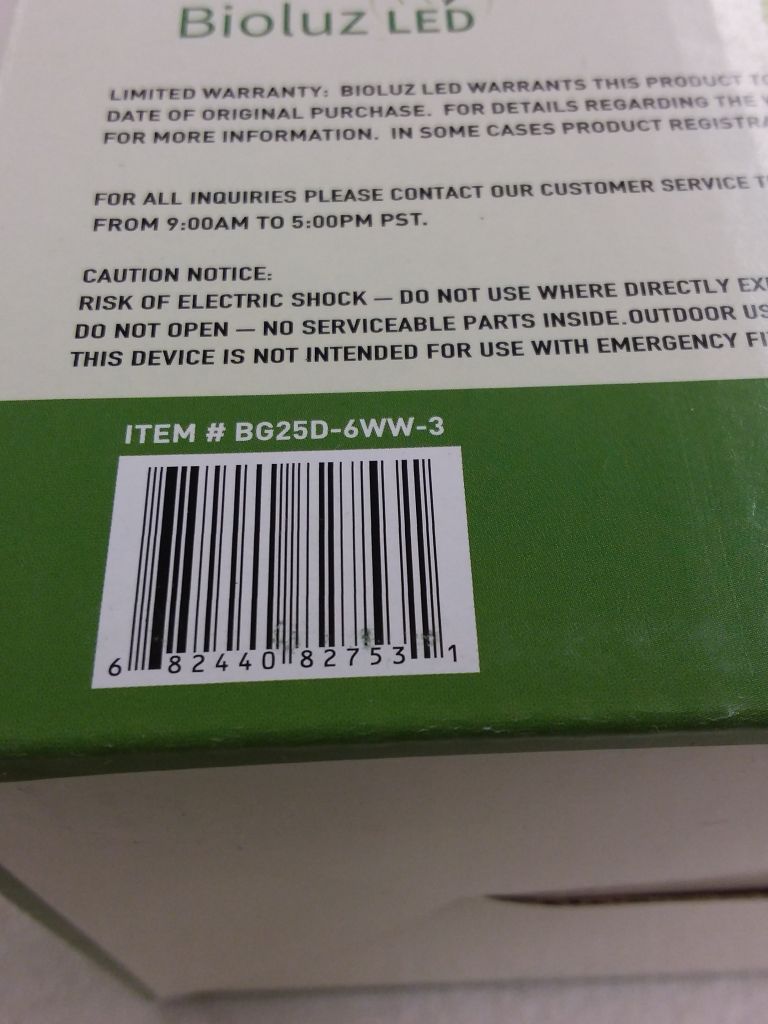 Bioluz LED
LIMITED WARRANTY: BIOLUZ LED WARRANTS THIS PRODUCT TO
DATE OF ORIGINAL PURCHASE. FOR DETAILS REGARDING THE
FOR MORE INFORMATION. IN SOME CASES PRODUCT
FOR ALL INQUIRIES PLEASE CONTACT OUR CUSTOMER SERVICE
FROM 9:00AM TO 5:00PM PST.
CAUTION NOTICE:
RISK OF ELECTRIC SHOCK — DO NOT USE WHERE DIRECTLY
DO NOT OPEN — NO SERVICEABLE PARTS INSIDE.OUTDOOR
THIS DEVICE IS NOT INTENDED FOR USE WITH EMERGENCY
ITEM # BG25D-6WW-3
6 82440 82753 1